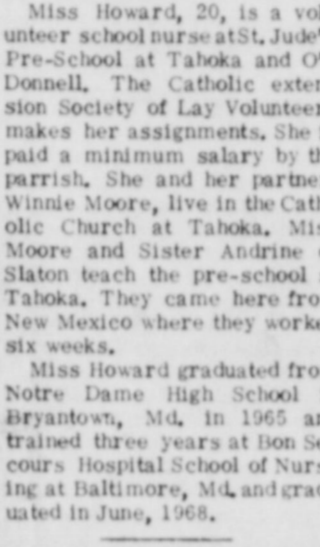 Miss Howard, 20, is a vol
unteer school nurse at St. Jude'
Pre-School at Tahoka and O'
Donnell. The Catholic exten
sion Society of Lay Volunteer
makes her assignments. She
paid a minimum salary by th
parrish. She and her partne
Winnie Moore, live in the Cath
olic Church at Tahoka. Mis
Moore and Sister Andrine
Slaton teach the pre-school
Tahoka. They came here fro
New Mexico where they worke
six weeks.
Miss Howard graduated fro
Notre Dame High School
Bryantown, Md. in 1965 an
trained three years at Bon Se
cours Hospital School of Nurs
ing at Baltimore, Md. and grad
uated in June, 1968.